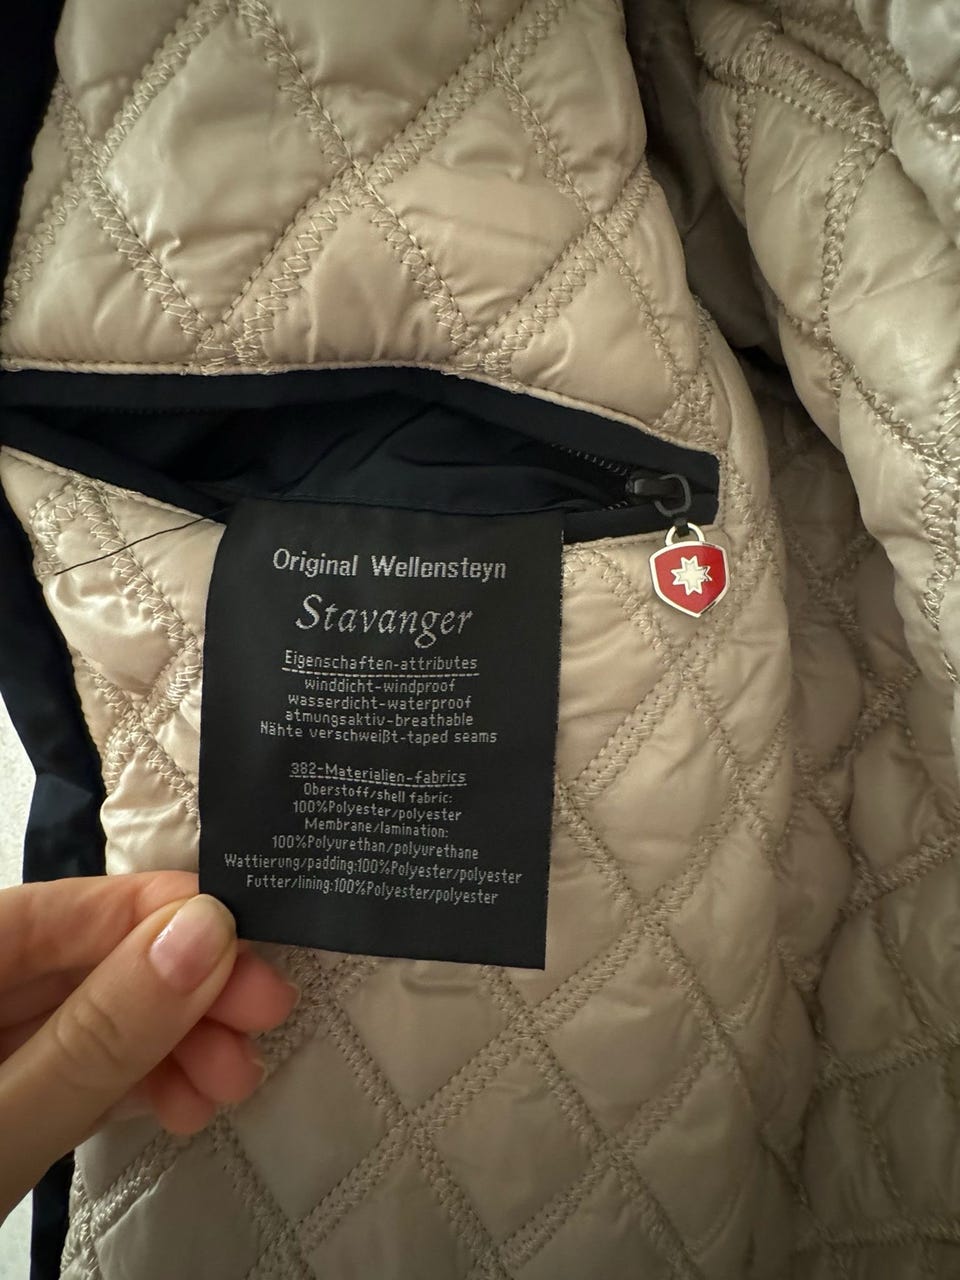 Original Wellensteyn
Stavanger
Eigenschaften-attributes
winddicht-windproof
wasserdicht-waterproof
atmungsaktiv-breathable
Nähte verschweißt-taped seams
382-Materialien-fabrics
Oberstoff/shell fabric:
100%Polyester/polyester
Membrane/lamination:
100%Polyurethan/polyurethane
Wattierung/padding:100%Polyester/polyester
Futter/lining:100%Polyester/polyester